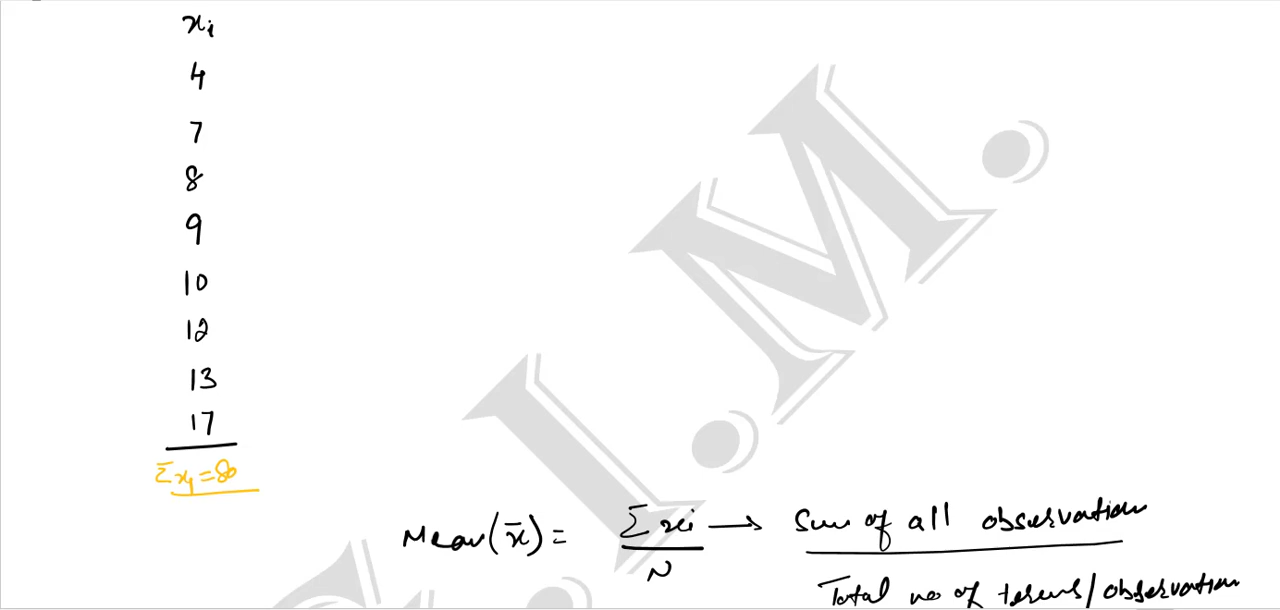 xi
4
7
8
9
10
12
13
17
Σxi = 80
Mean(x̄) = Σxi / N → Sum of all observation / Total no of terms/observation
I.M.